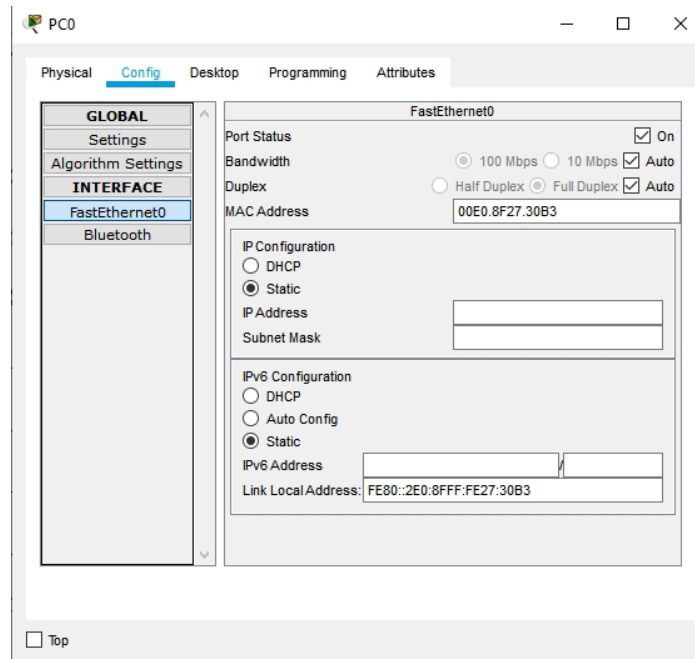 PC0
Physical Config Desktop Programming Attributes
GLOBAL
Settings
Algorithm Settings
INTERFACE
FastEthernet0
Bluetooth
FastEthernet0
Port Status On
Bandwidth 100 Mbps 10 Mbps Auto
Duplex Half Duplex Full Duplex Auto
MAC Address 00E0.8F27.30B3
IP Configuration
DHCP
Static
IP Address
Subnet Mask
IPv6 Configuration
DHCP
Auto Config
Static
IPv6 Address /
Link Local Address: FE80::2E0:8FFF:FE27:30B3
Top